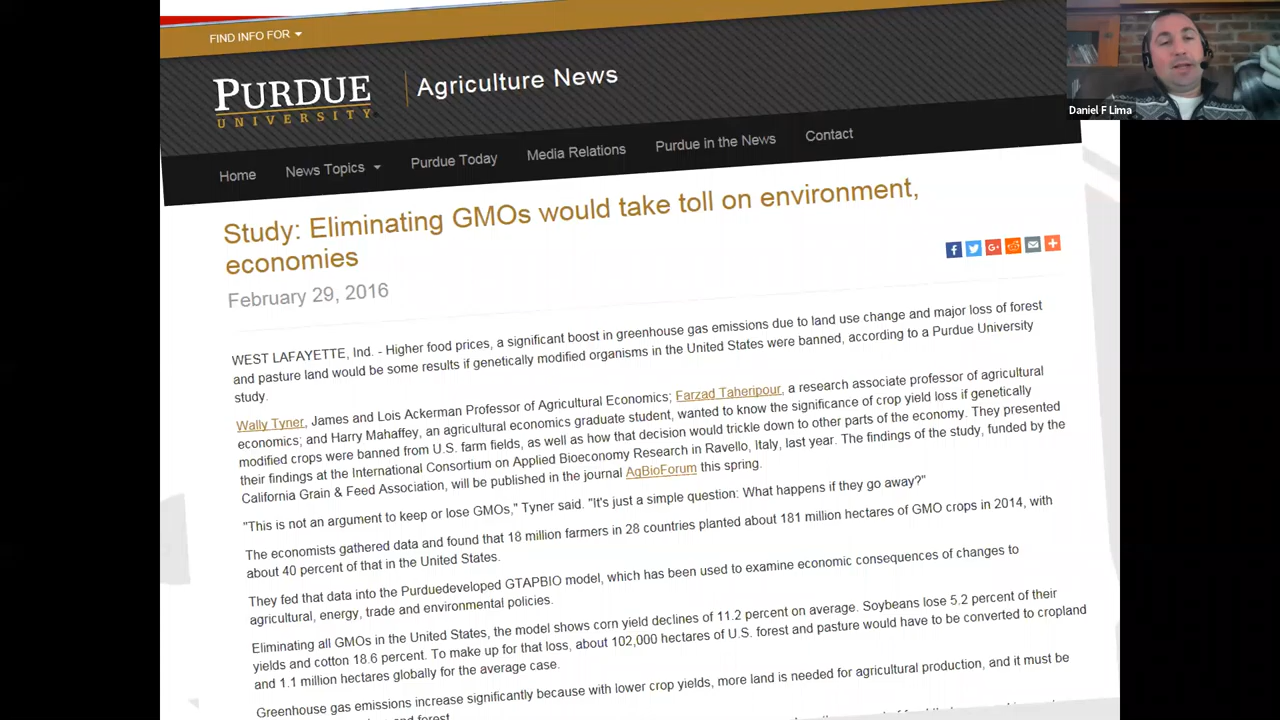 FIND INFO FOR
PURDUE
UNIVERSITY
Agriculture News
Daniel F Lima
Home
News Topics
Purdue Today
Media Relations
Purdue in the News
Contact
Study: Eliminating GMOs would take toll on environment,
economies
February 29, 2016
WEST LAFAYETTE, Ind. - Higher food prices, a significant boost in greenhouse gas emissions due to land use change and major loss of forest
and pasture land would be some results if genetically modified organisms in the United States were banned, according to a Purdue University
study.
Wally Tyner, James and Lois Ackerman Professor of Agricultural Economics; Farzad Taheripour, a research associate professor of agricultural
economics; and Harry Mahaffey, an agricultural economics graduate student, wanted to know the significance of crop yield loss if genetically
modified crops were banned from U.S. farm fields, as well as how that decision would trickle down to other parts of the economy. They presented
their findings at the International Consortium on Applied Bioeconomy Research in Ravello, Italy, last year. The findings of the study, funded by the
California Grain & Feed Association, will be published in the journal AgBioForum this spring.
"This is not an argument to keep or lose GMOs," Tyner said. "It's just a simple question: What happens if they go away?"
The economists gathered data and found that 18 million farmers in 28 countries planted about 181 million hectares of GMO crops in 2014, with
about 40 percent of that in the United States.
They fed that data into the Purduedeveloped GTAPBIO model, which has been used to examine economic consequences of changes to
agricultural, energy, trade and environmental policies.
Eliminating all GMOs in the United States, the model shows corn yield declines of 11.2 percent on average. Soybeans lose 5.2 percent of their
yields and cotton 18.6 percent. To make up for that loss, about 102,000 hectares of U.S. forest and pasture would have to be converted to cropland
and 1.1 million hectares globally for the average case.
Greenhouse gas emissions increase significantly because with lower crop yields, more land is needed for agricultural production, and it must be